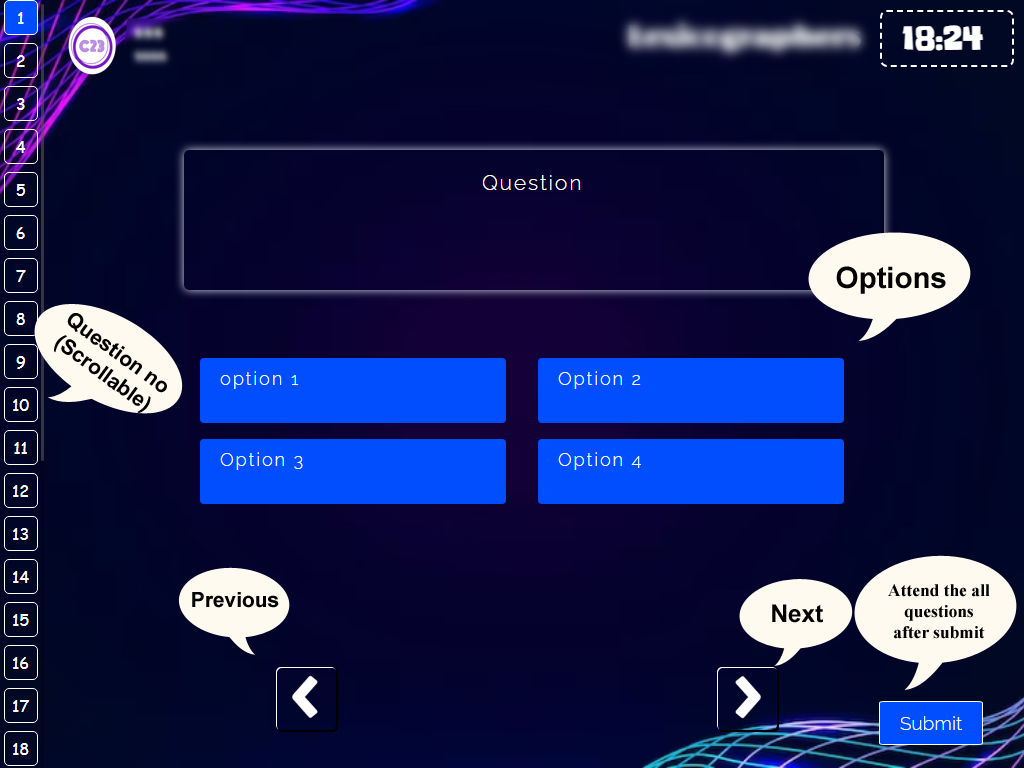 1
2
3
4
5
6
7
8
9
10
11
12
13
14
15
16
17
18
C23
Lexicographers
18:24
Question
Options
Question no
(Scrollable)
option 1
Option 2
Option 3
Option 4
Previous
Next
Attend the all
questions
after submit
Submit